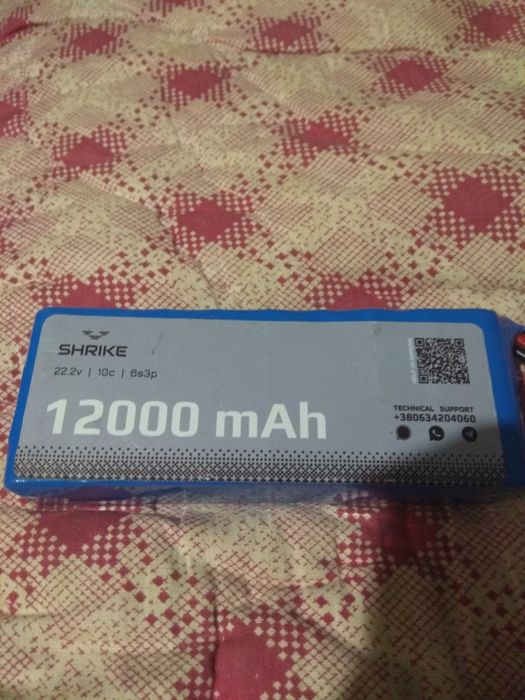 SHRIKE
22.2v | 10c | 6s3p
12000 mAh
TECHNICAL SUPPORT
+380634204060